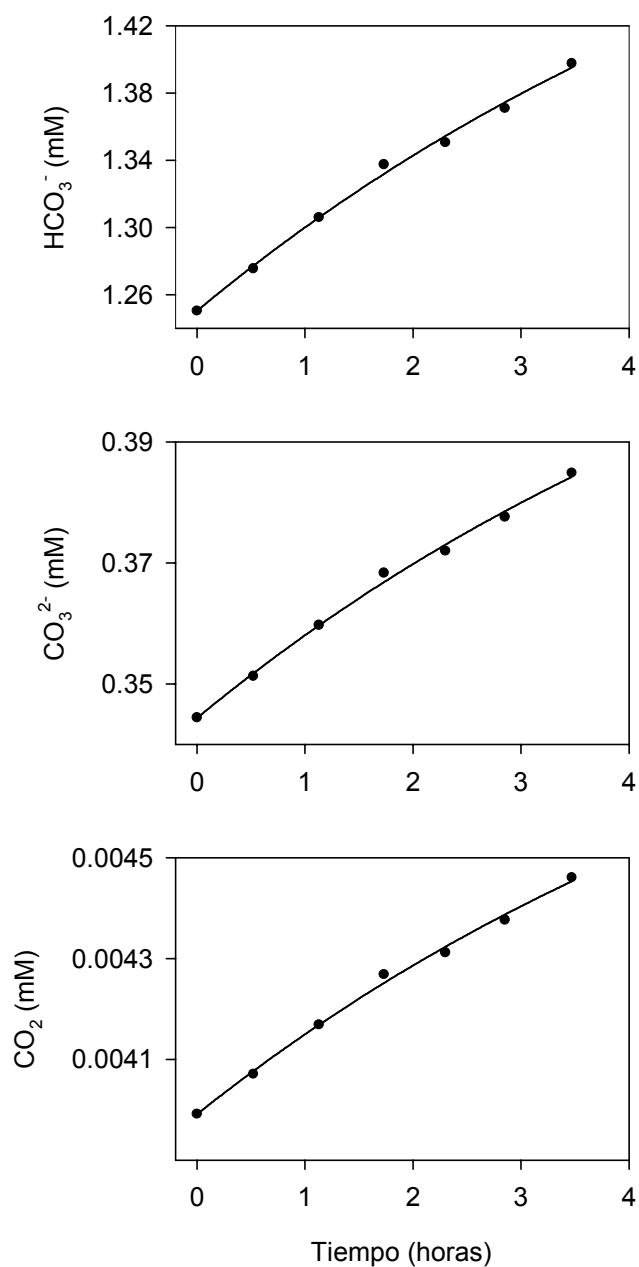 1.42
1.38
1.34
1.30
1.26
HCO₃⁻ (mM)
0 1 2 3 4
0.39
0.37
0.35
CO₃²⁻ (mM)
0 1 2 3 4
0.0045
0.0043
0.0041
CO₂ (mM)
0 1 2 3 4
Tiempo (horas)